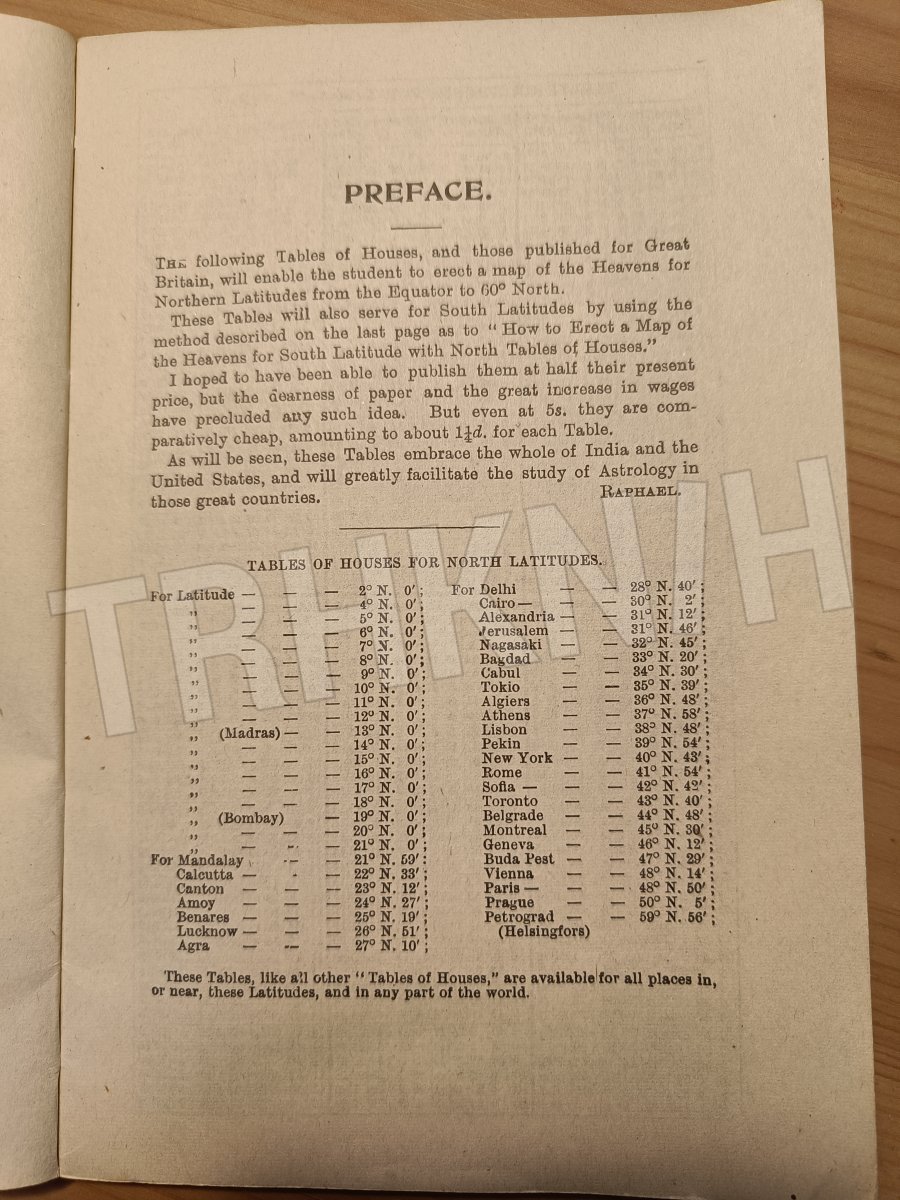 PREFACE.
THE following Tables of Houses, and those published for Great
Britain, will enable the student to erect a map of the Heavens for
Northern Latitudes from the Equator to 60° North.
These Tables will also serve for South Latitudes by using the
method described on the last page as to "How to Erect a Map of
the Heavens for South Latitude with North Tables of Houses."
I hoped to have been able to publish them at half their present
price, but the dearness of paper and the great increase in wages
have precluded any such idea. But even at 5s. they are com-
paratively cheap, amounting to about 1½d. for each Table.
As will be seen, these Tables embrace the whole of India and the
United States, and will greatly facilitate the study of Astrology in
those great countries. RAPHAEL.
TABLES OF HOUSES FOR NORTH LATITUDES.
For Latitude — — — 2° N. 0';
„ — — — 4° N. 0';
„ — — — 5° N. 0';
„ — — — 6° N. 0';
„ — — — 7° N. 0';
„ — — — 8° N. 0';
„ — — — 9° N. 0';
„ — — — 10° N. 0';
„ — — — 11° N. 0';
„ — — — 12° N. 0';
„ (Madras) — — 13° N. 0';
„ — — — 14° N. 0';
„ — — — 15° N. 0';
„ — — — 16° N. 0';
„ — — — 17° N. 0';
„ — — — 18° N. 0';
„ (Bombay) — 19° N. 0';
„ — — — 20° N. 0';
„ — — — 21° N. 0';
For Mandalay — — 21° N. 59':
Calcutta — — — 22° N. 33';
Canton — — — 23° N. 12';
Amoy — — — 24° N. 27';
Benares — — — 25° N. 19';
Lucknow — — — 26° N. 51';
Agra — — — 27° N. 10';
For Delhi — — 28° N. 40';
Cairo — — — 30° N. 2';
Alexandria — — 31° N. 12';
Jerusalem — — 31° N. 46';
Nagasaki — — 32° N. 45';
Bagdad — — 33° N. 20';
Cabul — — 34° N. 30';
Tokio — — 35° N. 39';
Algiers — — 36° N. 48';
Athens — — 37° N. 58';
Lisbon — — 38° N. 48';
Pekin — — 39° N. 54';
New York — — 40° N. 43';
Rome — — 41° N. 54';
Sofia — — — 42° N. 42';
Toronto — — 43° N. 40';
Belgrade — — 44° N. 48';
Montreal — — 45° N. 30';
Geneva — — 46° N. 12';
Buda Pest — — 47° N. 29';
Vienna — — 48° N. 14';
Paris — — — 48° N. 50';
Prague — — 50° N. 5';
Petrograd — — 59° N. 56';
(Helsingfors)
These Tables, like all other "Tables of Houses," are available for all places in,
or near, these Latitudes, and in any part of the world.
TRHKN/H